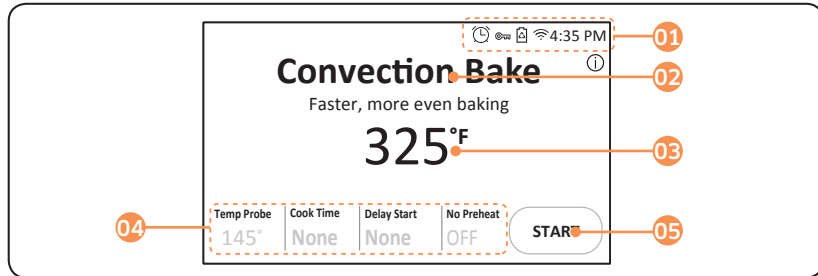 4:35 PM
01
Convection Bake
02
Faster, more even baking
325°F
03
04
Temp Probe Cook Time Delay Start No Preheat
145° None None OFF
START
05